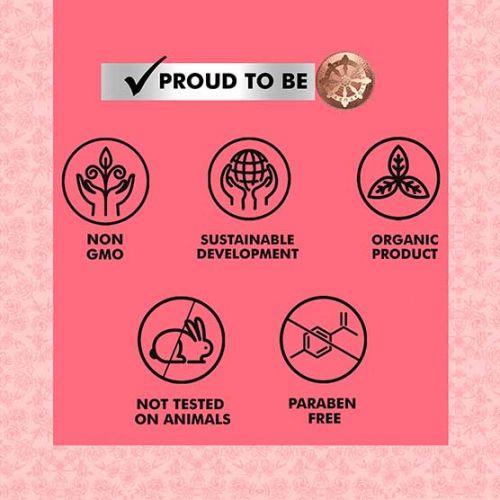 PROUD TO BE
NON
GMO
SUSTAINABLE
DEVELOPMENT
ORGANIC
PRODUCT
NOT TESTED
ON ANIMALS
PARABEN
FREE